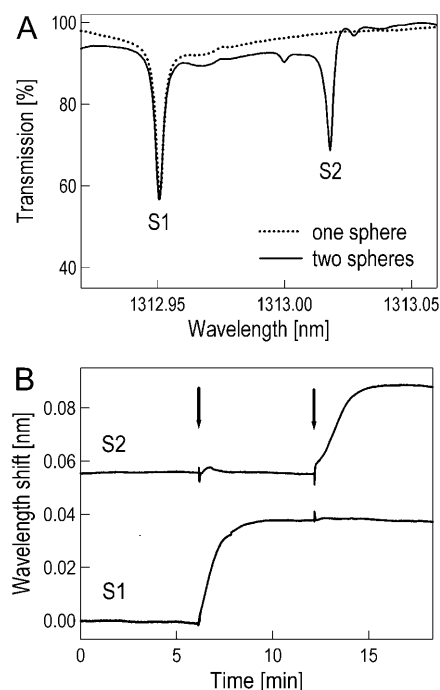 A
100
80
60
40
Transmission [%]
S1
S2
one sphere
two spheres
1312.95
1313.00
1313.05
Wavelength [nm]
B
0.08
0.06
0.04
0.02
0.00
Wavelength shift [nm]
S2
S1
0
5
10
15
Time [min]